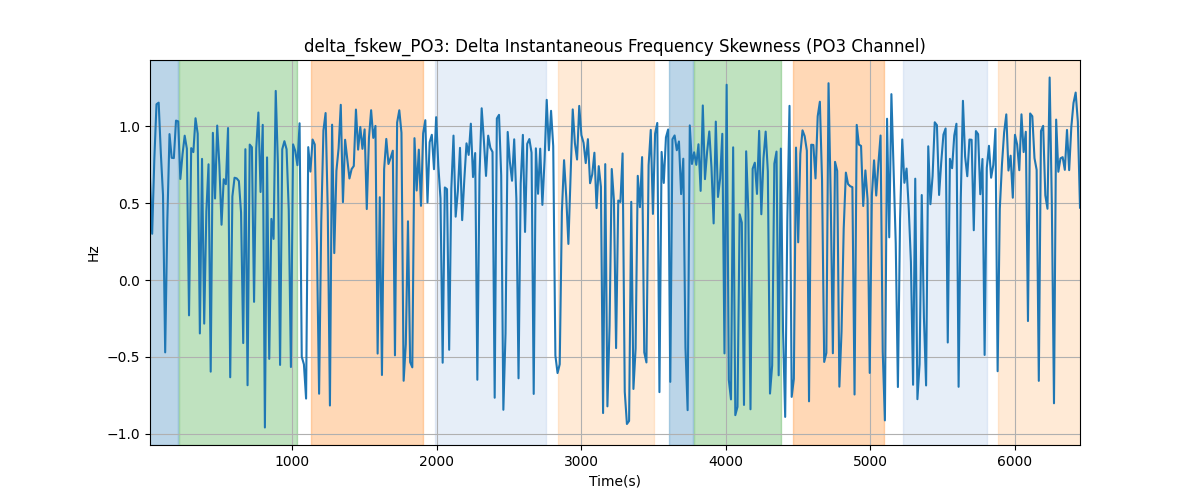 delta_fskew_PO3: Delta Instantaneous Frequency Skewness (PO3 Channel)
Hz
1.0
0.5
0.0
−0.5
−1.0
1000 2000 3000 4000 5000 6000
Time(s)